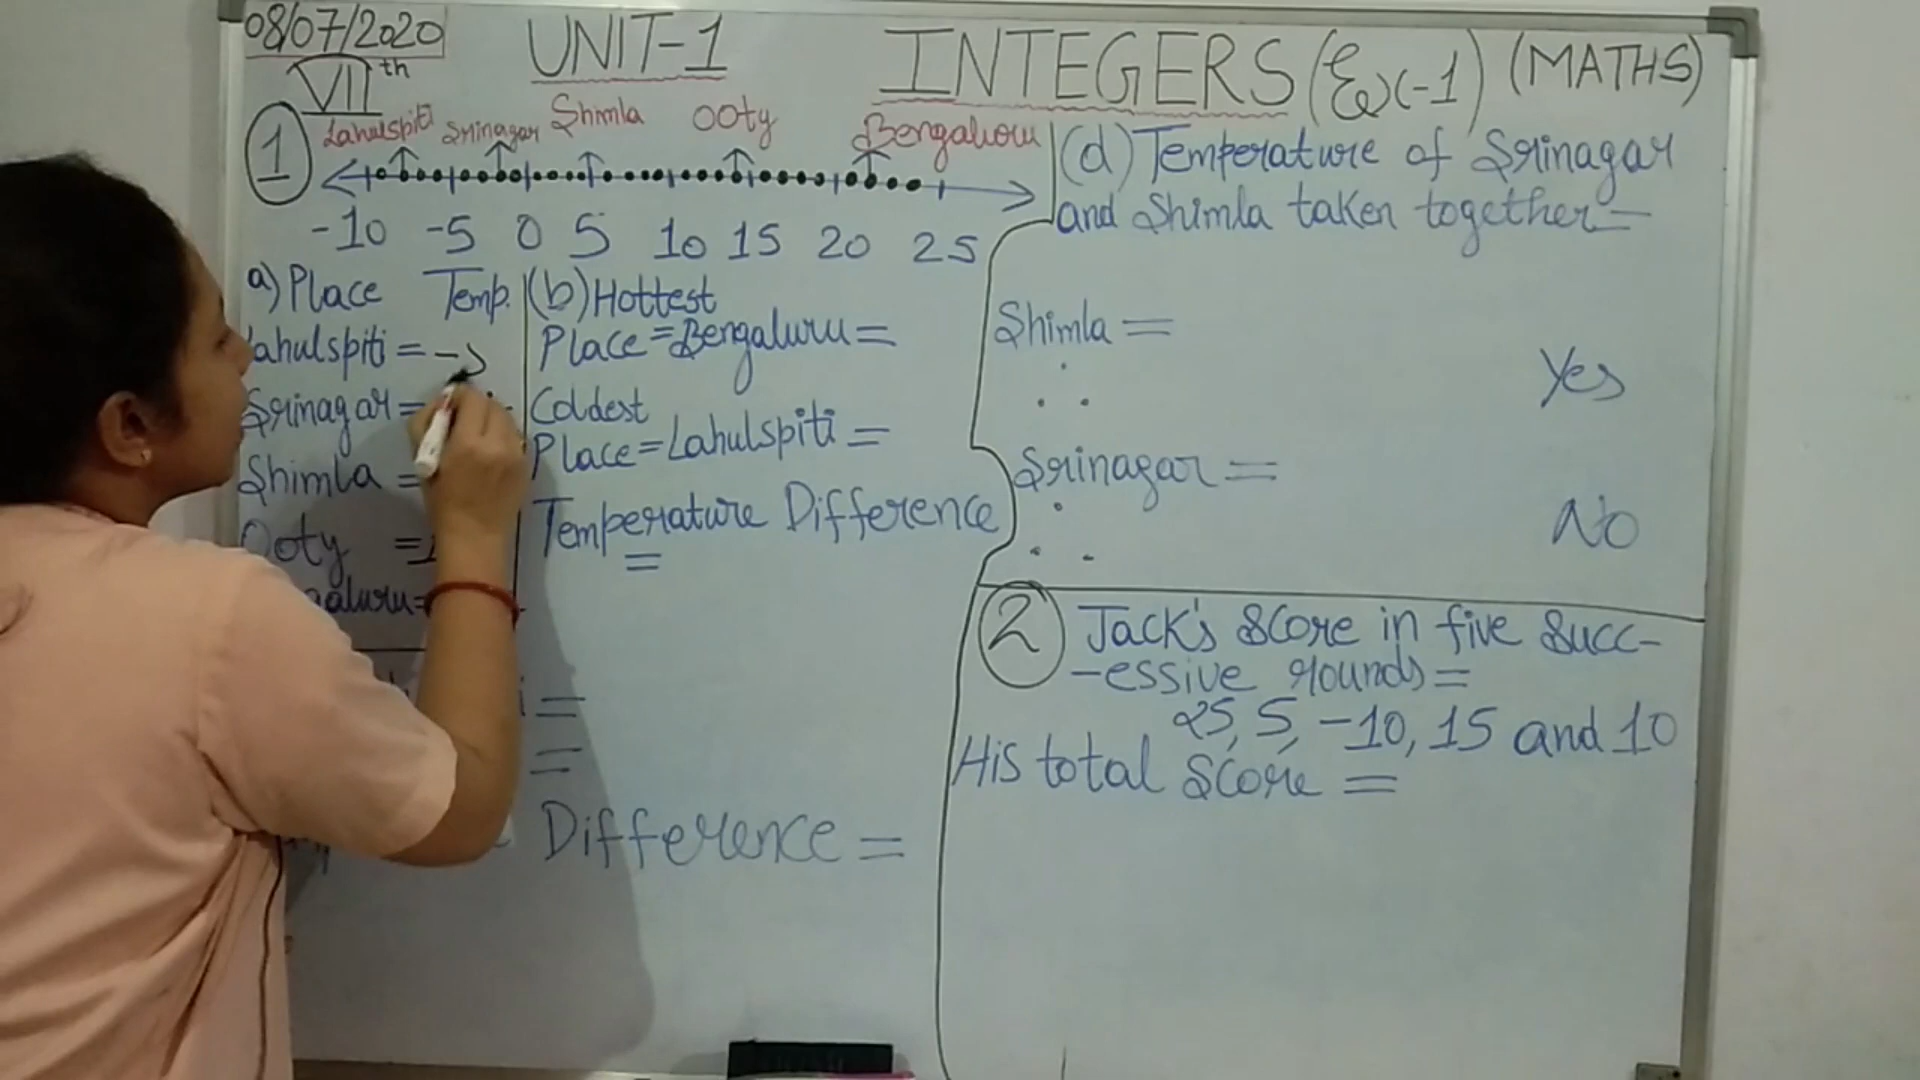 08/07/2020
UNIT-1
INTEGERS (Ex-1) (MATHS)
VIIth
1
Lahulspiti Srinagar Shimla OOty Bengaluru
-10 -5 0 5 10 15 20 25
a) Place Temp.
ahulspiti = -
Srinagar =
Shimla =
Ooty =
galuru=
(b) Hottest
Place = Bengaluru =
Coldest
Place = Lahulspiti =
Temperature Difference
=
=
=
Difference =
(d) Temperature of Srinagar
and Shimla taken together =
Shimla =
Yes
Srinagar =
No
2 Jack's Score in five Succ-
-essive rounds =
25, 5, -10, 15 and 10
His total Score =